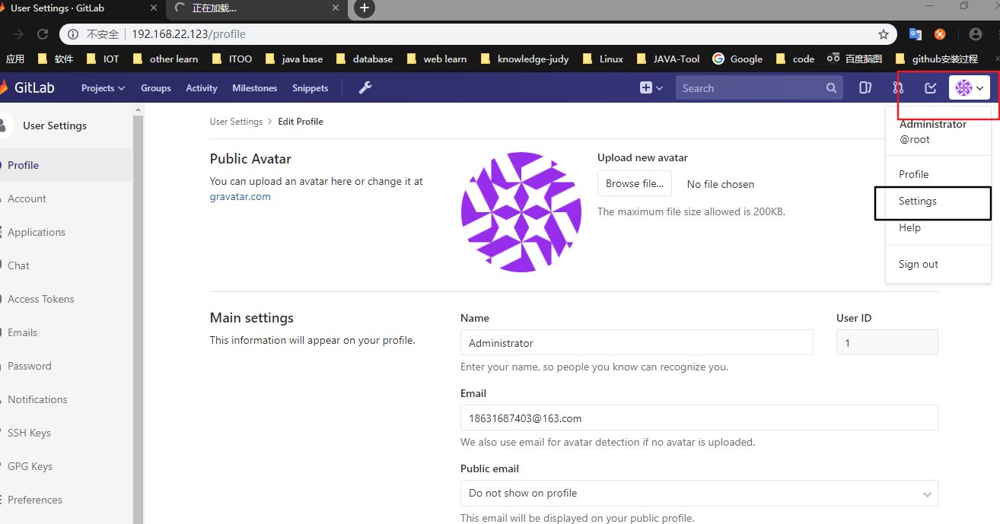 User Settings · GitLab
正在加载...
不安全 192.168.22.123/profile
应用 软件 IOT other learn ITOO java base database web learn knowledge-judy Linux JAVA-Tool Google code 百度脑图 github安装过程
GitLab Projects Groups Activity Milestones Snippets Search
User Settings
Profile
Account
Applications
Chat
Access Tokens
Emails
Password
Notifications
SSH Keys
GPG Keys
Preferences
User Settings > Edit Profile
Public Avatar
You can upload an avatar here or change it at
gravatar.com
Upload new avatar
Browse file... No file chosen
The maximum file size allowed is 200KB.
Administrator
@root
Profile
Settings
Help
Sign out
Main settings
This information will appear on your profile.
Name
Administrator
Enter your name, so people you know can recognize you.
User ID
1
Email
18631687403@163.com
We also use email for avatar detection if no avatar is uploaded.
Public email
Do not show on profile
This email will be displayed on your public profile.